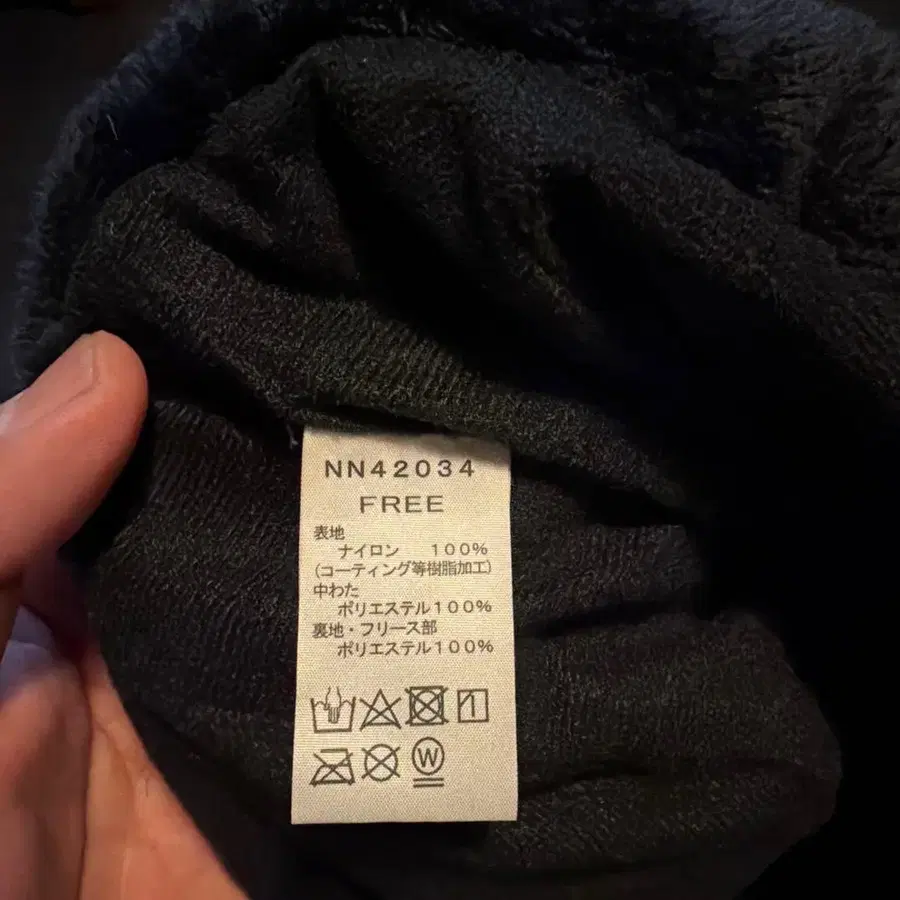 NN42034
FREE
表地
ナイロン 100%
(コーティング等樹脂加工)
中わた
ポリエステル100%
裏地・フリース部
ポリエステル100%
W